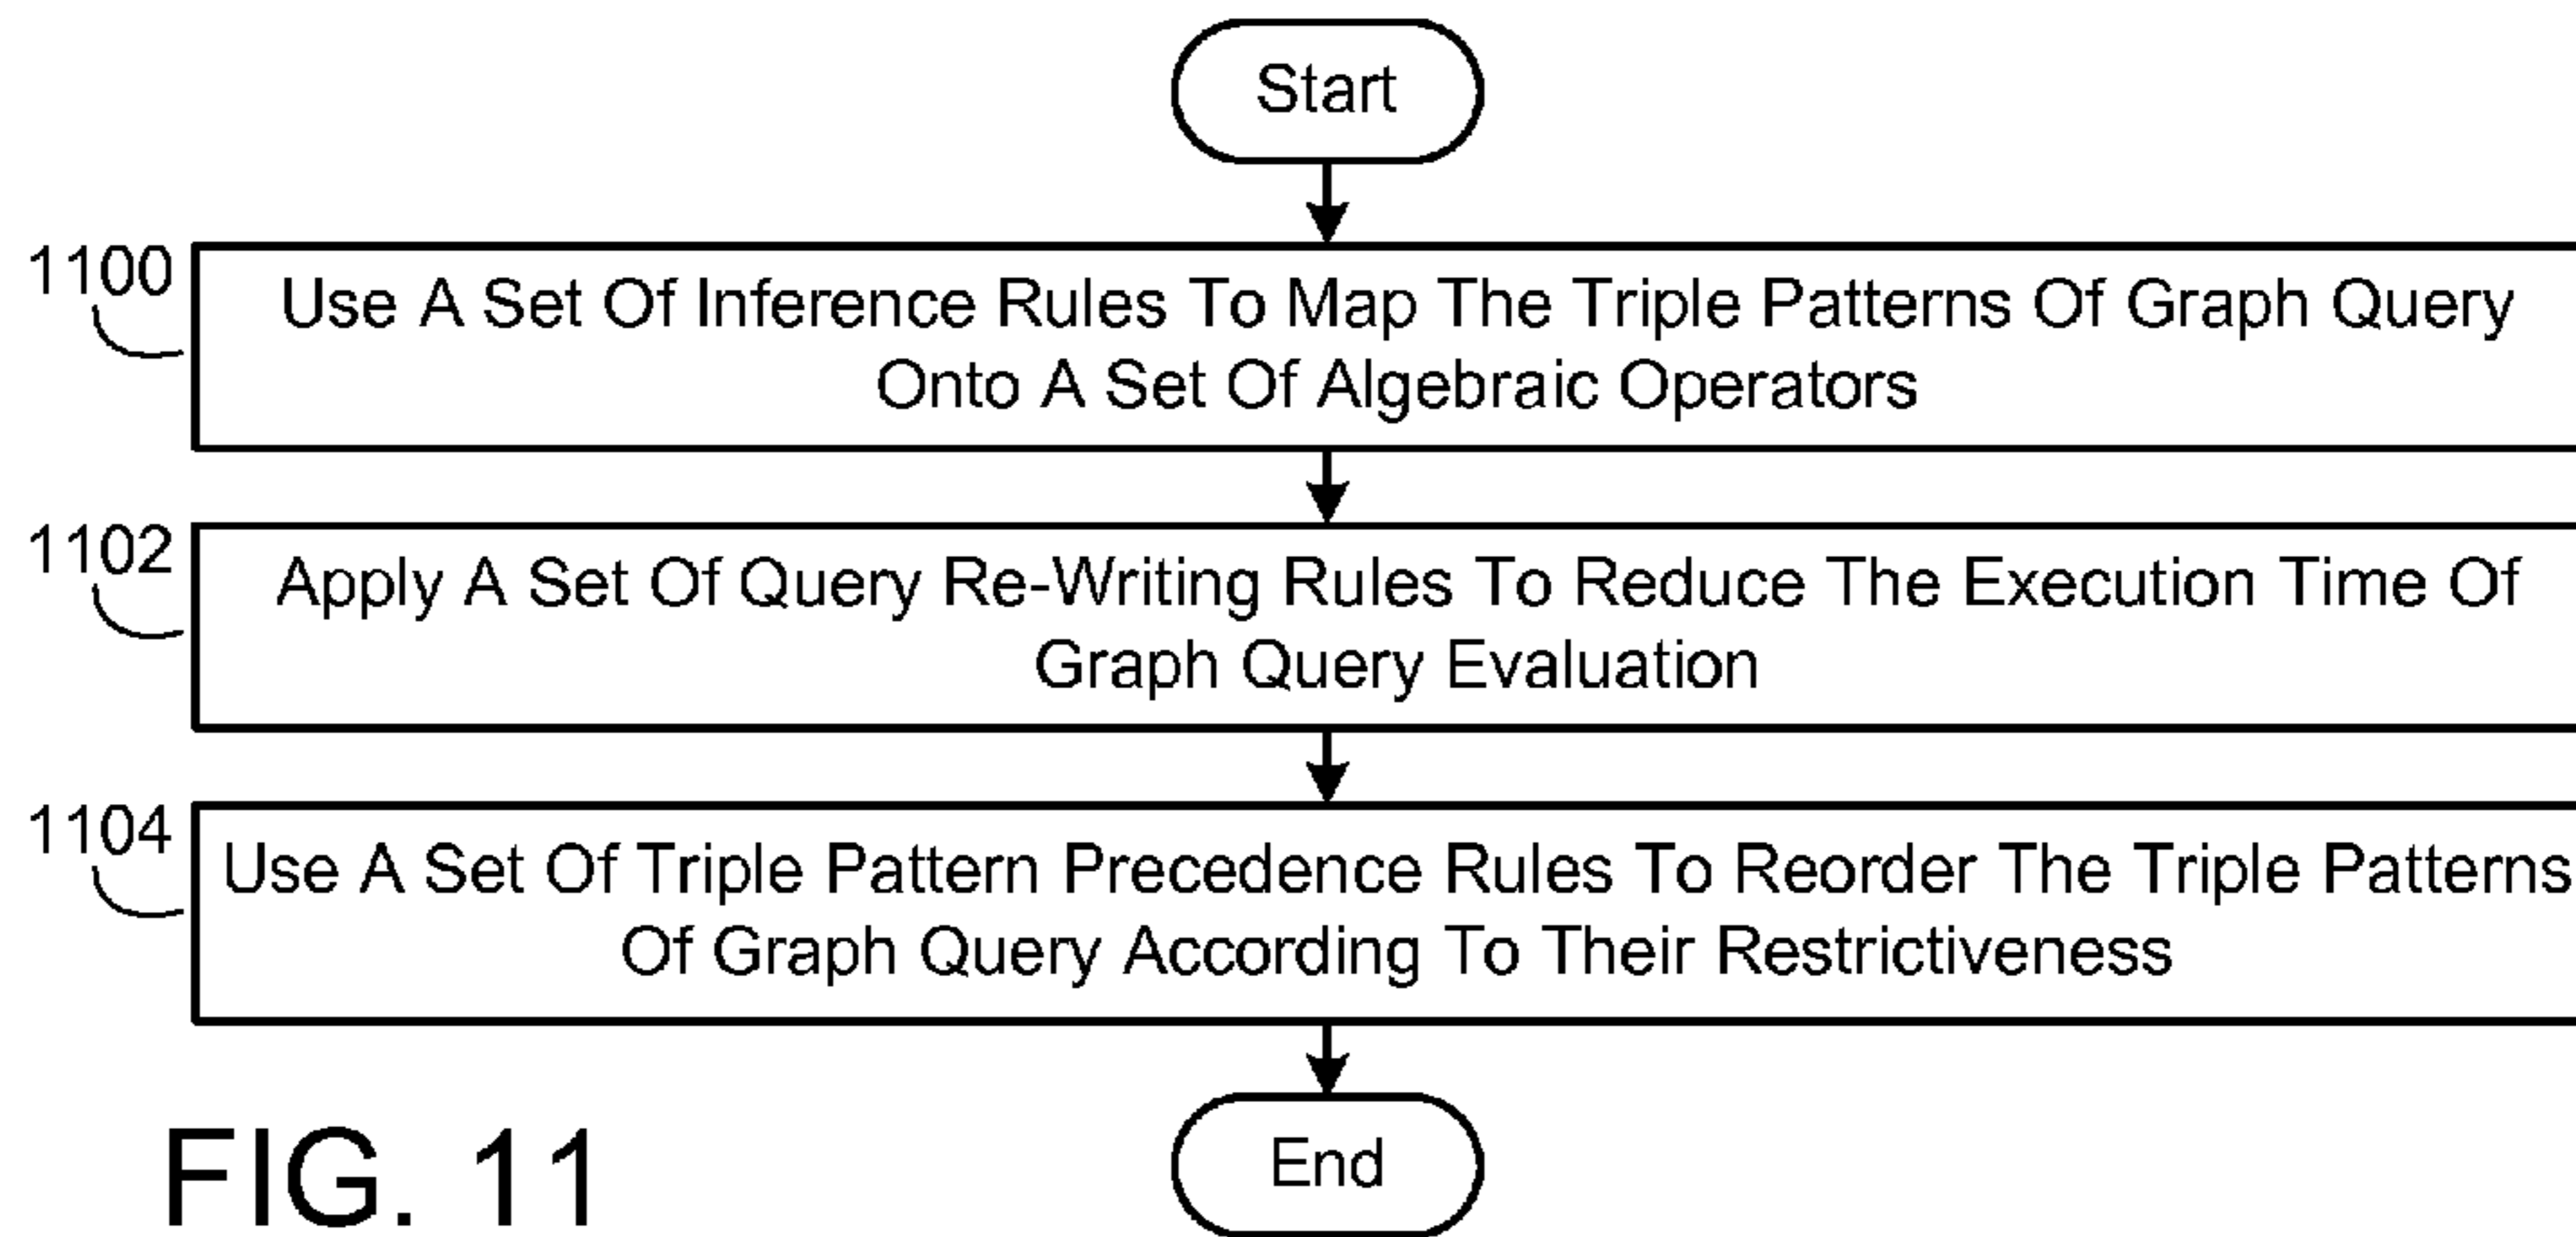 Start
1100
Use A Set Of Inference Rules To Map The Triple Patterns Of Graph Query
Onto A Set Of Algebraic Operators
1102
Apply A Set Of Query Re-Writing Rules To Reduce The Execution Time Of
Graph Query Evaluation
1104
Use A Set Of Triple Pattern Precedence Rules To Reorder The Triple Patterns
Of Graph Query According To Their Restrictiveness
End
FIG. 11